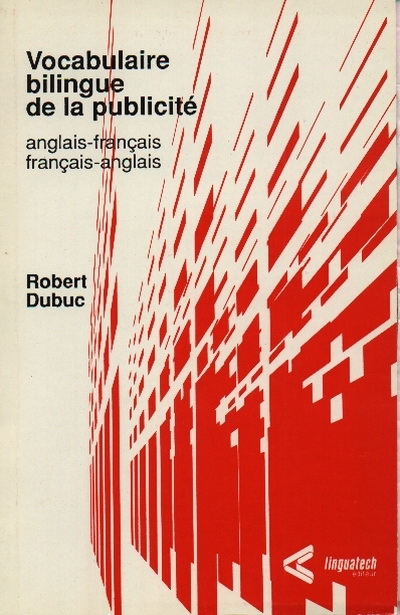 Vocabulaire
bilingue
de la publicité
anglais-français
français-anglais
Robert
Dubuc
linguatech
éditeur